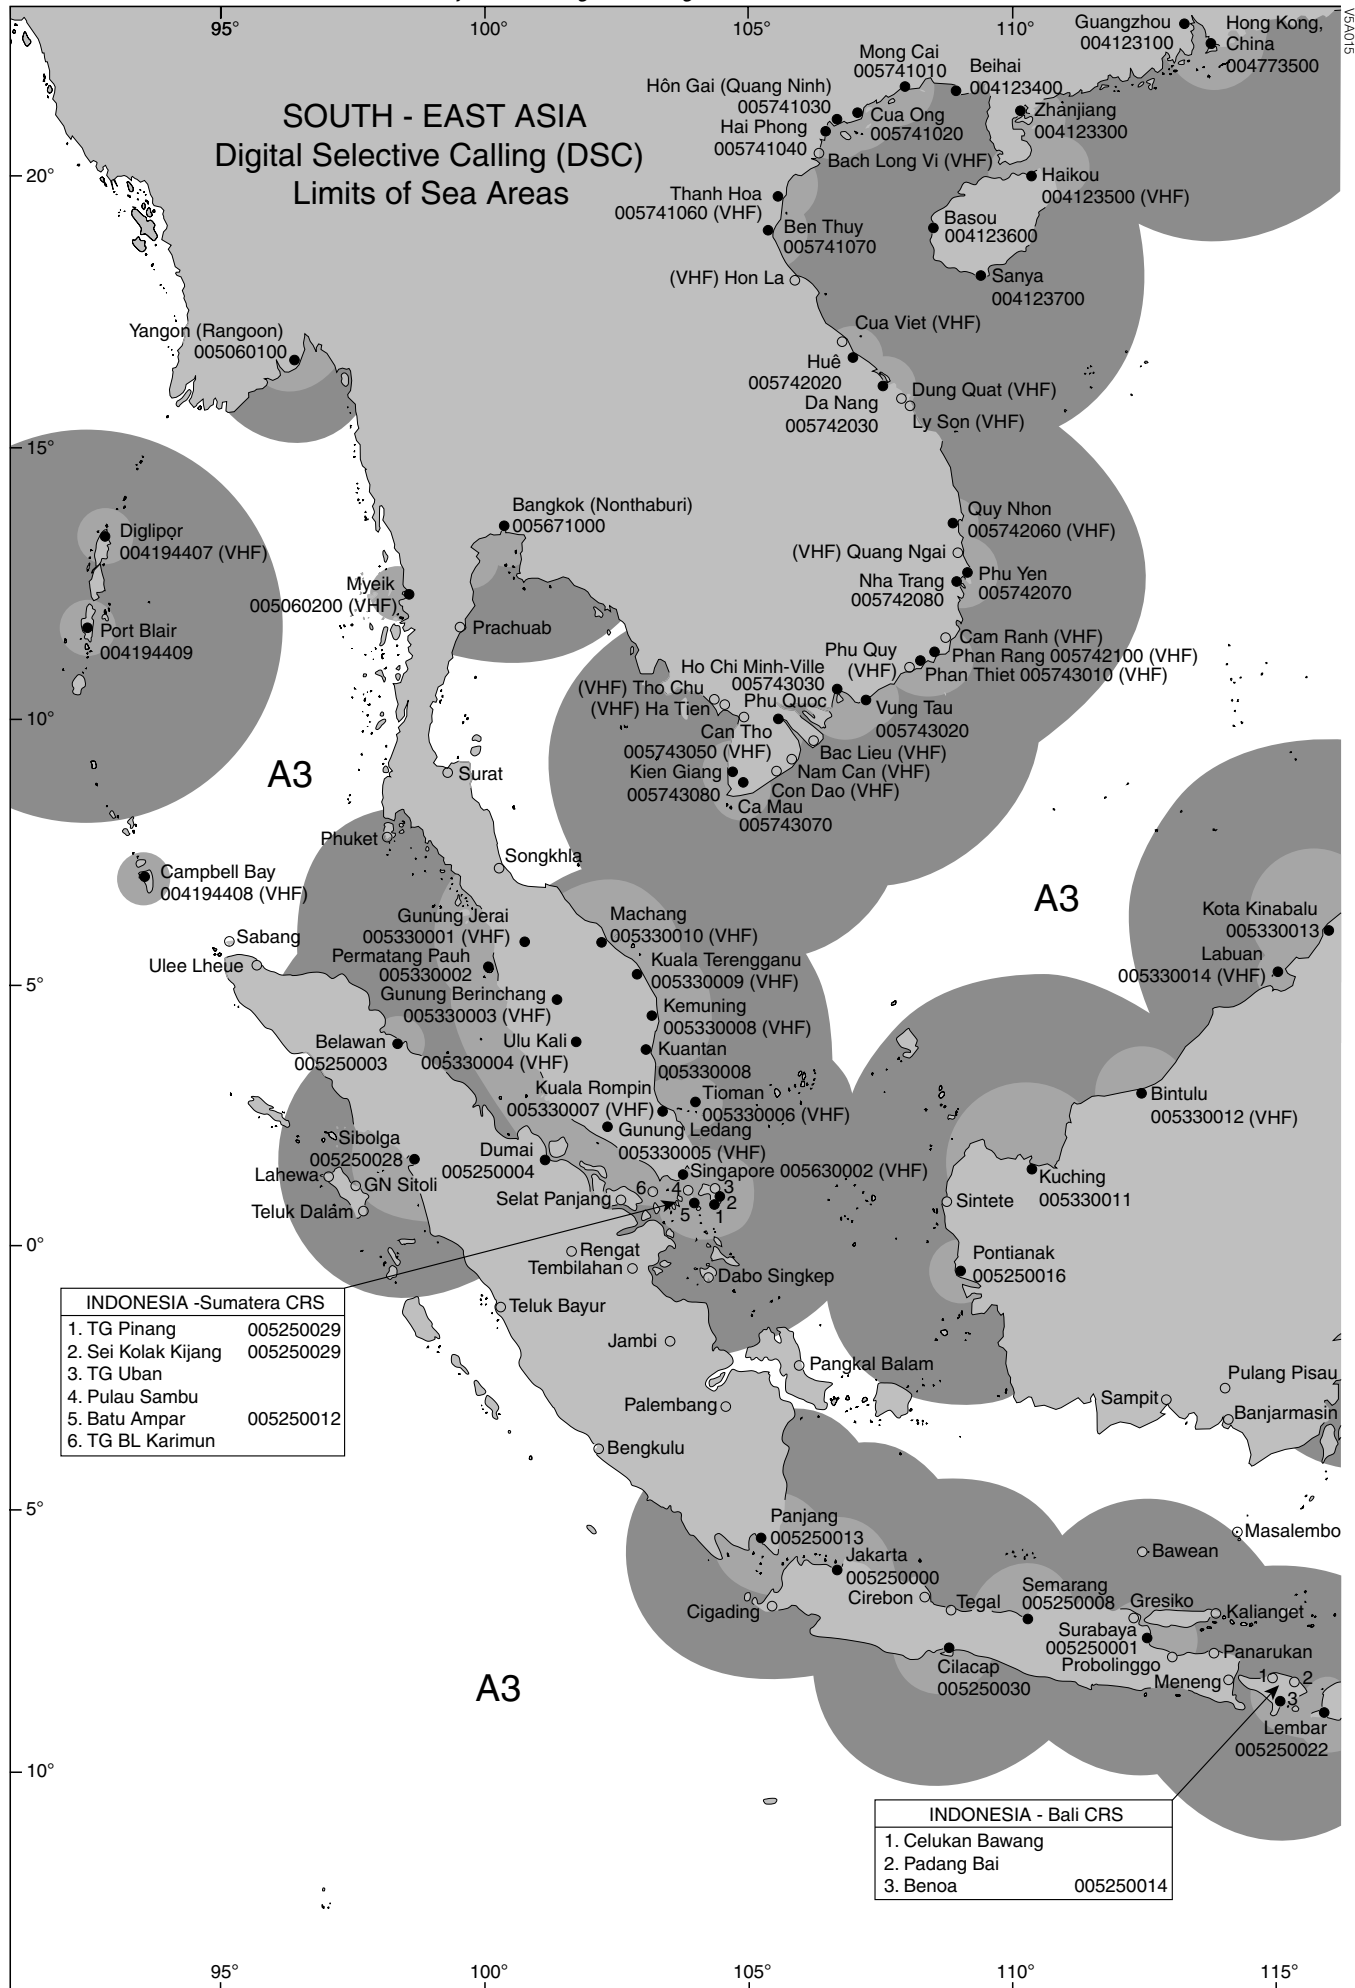 95°
100°
105°
110°
V5A015
SOUTH - EAST ASIA
Digital Selective Calling (DSC)
Limits of Sea Areas
Guangzhou
004123100
Hong Kong,
China
004773500
Mong Cai
005741010
Beihai
004123400
Hôn Gai (Quang Ninh)
005741030
Cua Ong
005741020
Zhanjiang
004123300
Hai Phong
005741040
Bach Long Vi (VHF)
20°
Haikou
004123500 (VHF)
Thanh Hoa
005741060 (VHF)
Basou
004123600
Ben Thuy
005741070
(VHF) Hon La
Sanya
004123700
Yangon (Rangoon)
005060100
Cua Viet (VHF)
Huê
005742020
Dung Quat (VHF)
Da Nang
005742030
Ly Son (VHF)
15°
Bangkok (Nonthaburi)
005671000
Quy Nhon
005742060 (VHF)
Diglipor
004194407 (VHF)
(VHF) Quang Ngai
Myeik
005060200 (VHF)
Nha Trang
005742080
Phu Yen
005742070
Port Blair
004194409
Prachuab
Cam Ranh (VHF)
Phu Quy
(VHF)
Phan Rang 005742100 (VHF)
Phan Thiet 005743010 (VHF)
Ho Chi Minh-Ville
005743030
(VHF) Tho Chu
(VHF) Ha Tien
Phu Quoc
Vung Tau
005743020
10°
Can Tho
005743050 (VHF)
Bac Lieu (VHF)
Kien Giang
005743080
Nam Can (VHF)
Con Dao (VHF)
Ca Mau
005743070
A3
Surat
Phuket
Songkhla
Campbell Bay
004194408 (VHF)
A3
Kota Kinabalu
005330013
Gunung Jerai
005330001 (VHF)
Machang
005330010 (VHF)
Sabang
Ulee Lheue
Permatang Pauh
005330002
Kuala Terengganu
005330009 (VHF)
Labuan
005330014 (VHF)
5°
Gunung Berinchang
005330003 (VHF)
Kemuning
005330008 (VHF)
Belawan
005250003
Ulu Kali
005330004 (VHF)
Kuantan
005330008
Kuala Rompin
005330007 (VHF)
Tioman
005330006 (VHF)
Bintulu
005330012 (VHF)
Gunung Ledang
005330005 (VHF)
Sibolga
005250028
Dumai
005250004
Singapore 005630002 (VHF)
Lahewa
GN Sitoli
Kuching
005330011
Selat Panjang
6
4
3
2
5
1
Sintete
Teluk Dalam
0°
Rengat
Tembilahan
Dabo Singkep
Pontianak
005250016
INDONESIA -Sumatera CRS
1. TG Pinang 005250029
2. Sei Kolak Kijang 005250029
3. TG Uban
4. Pulau Sambu
5. Batu Ampar 005250012
6. TG BL Karimun
Teluk Bayur
Jambi
Pangkal Balam
Pulang Pisau
Palembang
Sampit
Banjarmasin
Bengkulu
5°
Panjang
005250013
Masalembo
Bawean
Jakarta
005250000
Cirebon
Semarang
005250008
Gresiko
Cigading
Tegal
Kalianget
Surabaya
005250001
Panarukan
Probolinggo
Cilacap
005250030
Meneng
1
2
3
Lembar
005250022
A3
10°
INDONESIA - Bali CRS
1. Celukan Bawang
2. Padang Bai
3. Benoa 005250014
95°
100°
105°
110°
115°